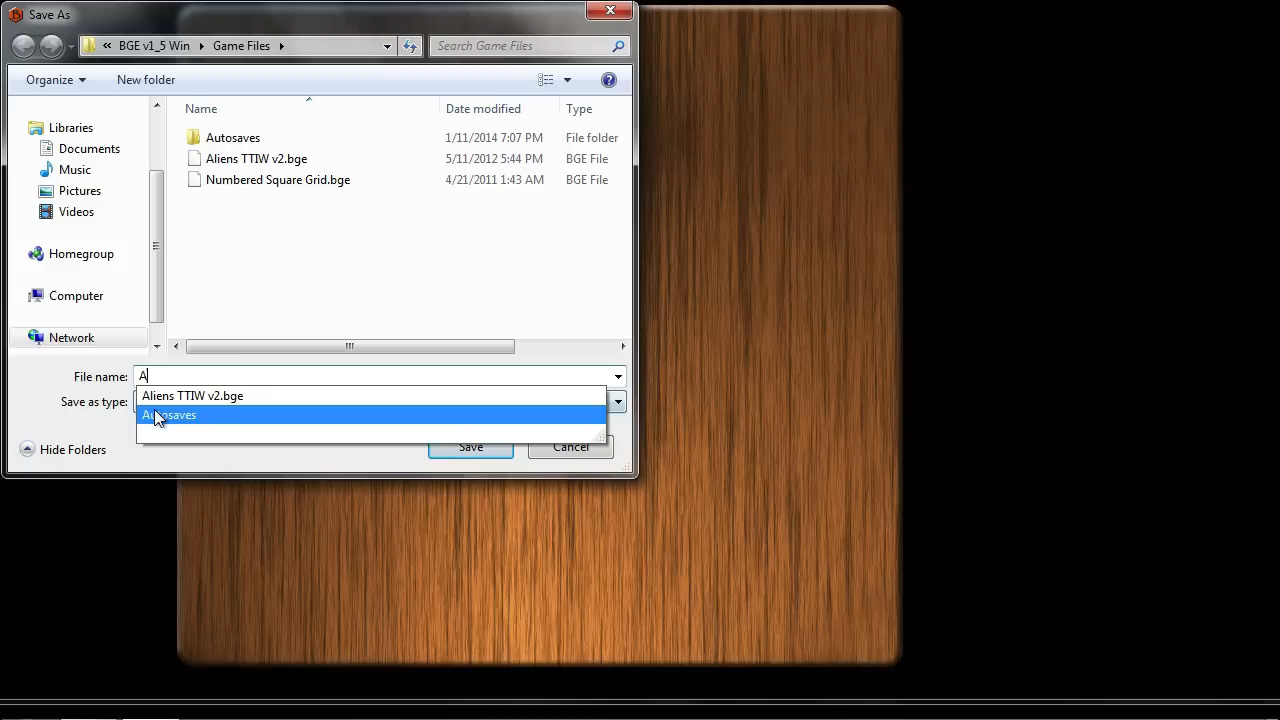 Save As
« BGE v1_5 Win Game Files Search Game Files
Organize New folder
Name Date modified Type
Libraries
Documents
Music
Pictures
Videos
Homegroup
Computer
Network
Autosaves 1/11/2014 7:07 PM File folder
Aliens TTIW v2.bge 5/11/2012 5:44 PM BGE File
Numbered Square Grid.bge 4/21/2011 1:43 AM BGE File
File name: A
Aliens TTIW v2.bge
Save as type:
Autosaves
Hide Folders Save Cancel